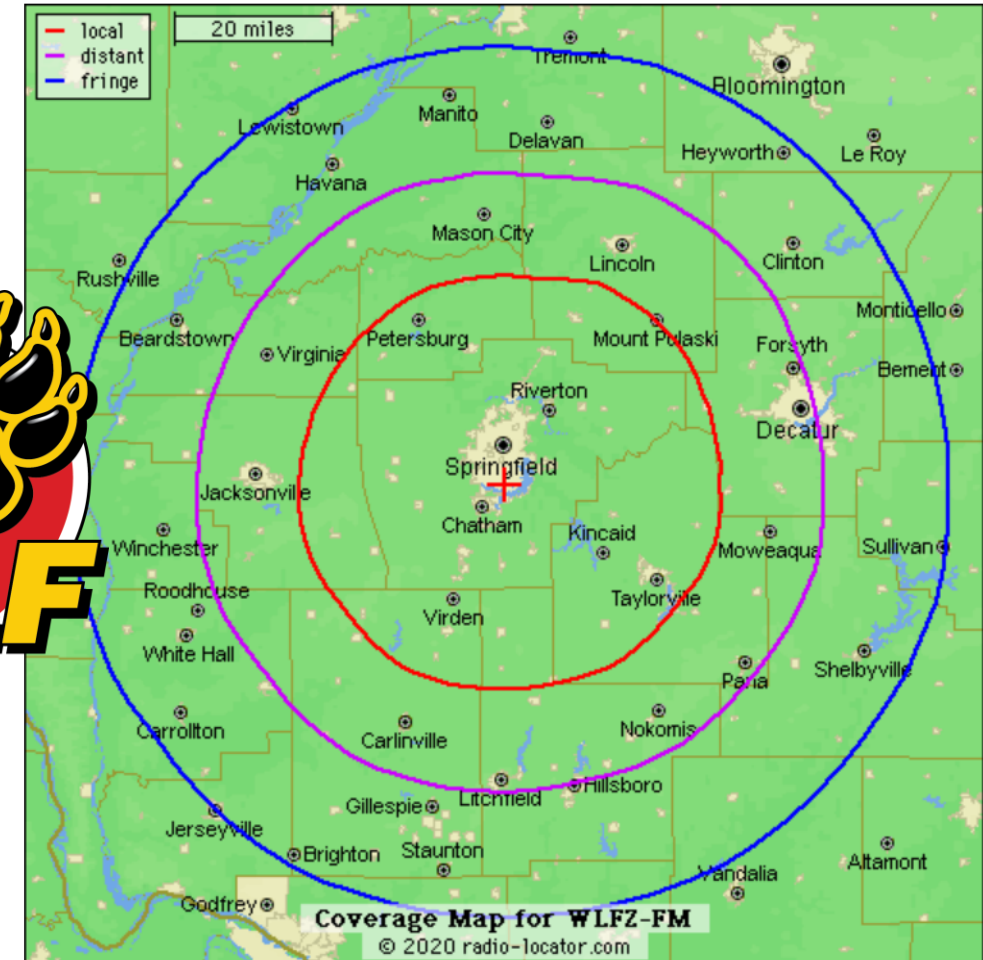 local
distant
fringe
20 miles
Tremont
Bloomington
Lewistown
Manito
Delavan
Heyworth
Le Roy
Havana
Mason City
Lincoln
Clinton
Rushville
Beardstown
Virginia
Petersburg
Mount Pulaski
Forsyth
Monticello
Bement
Riverton
Decatur
Springfield
Jacksonville
Chatham
Kincaid
Winchester
Moweaqua
Sullivan
Roodhouse
Taylorville
Virden
White Hall
Shelbyville
Pana
Carrollton
Carlinville
Nokomis
Litchfield
Hillsboro
Gillespie
Jerseyville
Brighton
Staunton
Vandalia
Altamont
Godfrey
Coverage Map for WLFZ-FM
© 2020 radio-locator.com
F